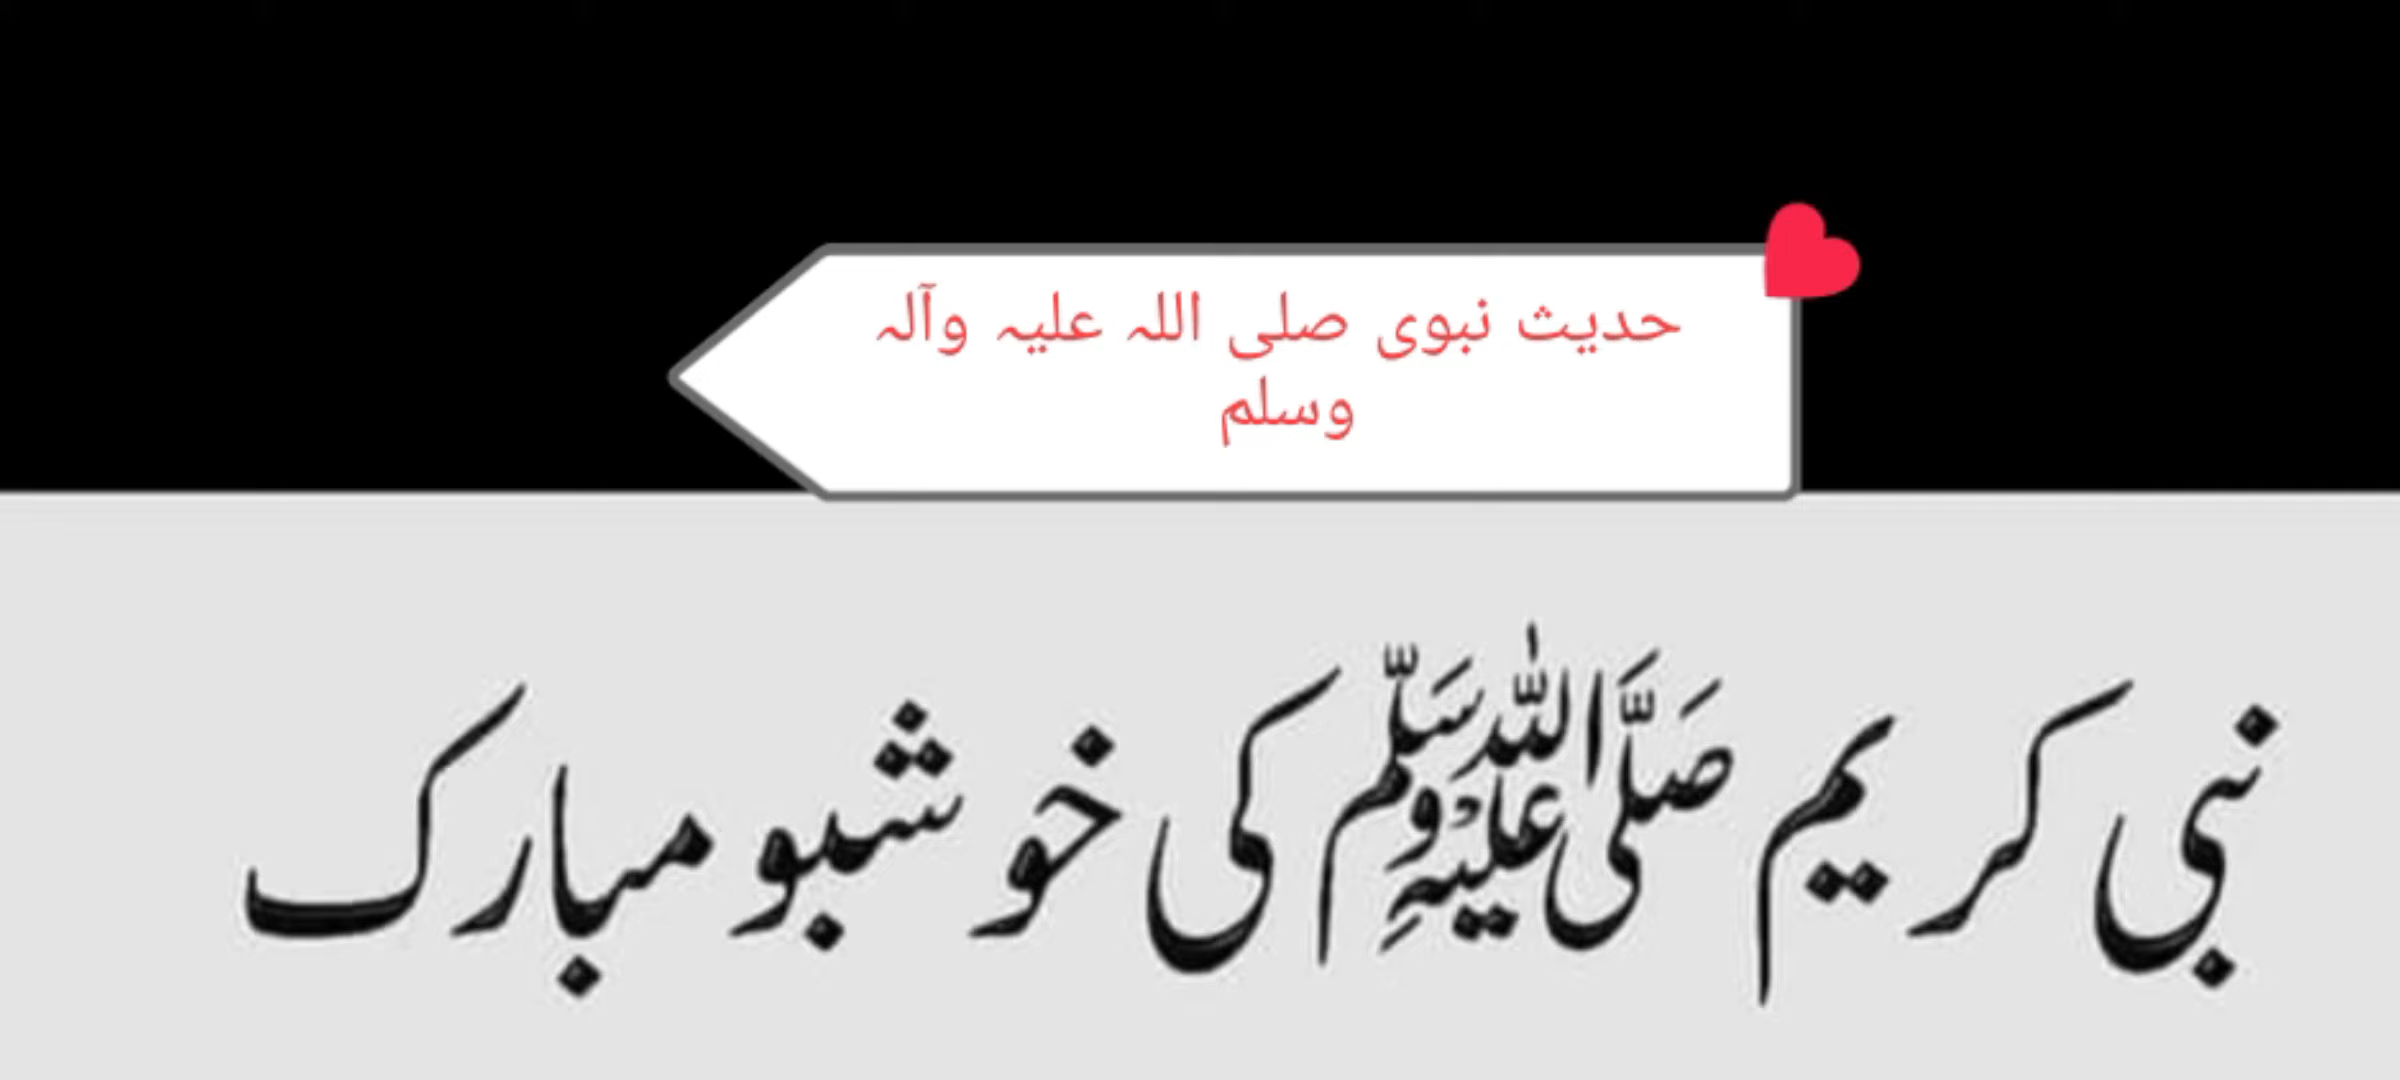 حدیث نبوی صلی اللہ علیہ وآلہ
وسلم
نبی کریم صَلَّی اللّٰہُ عَلَیْہِ وَسَلَّم کی خوشبو مبارک